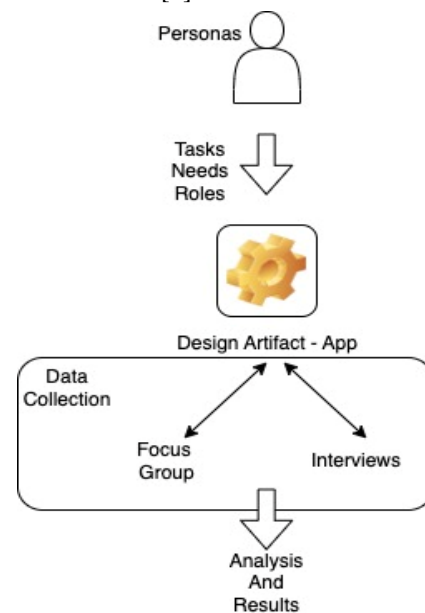 Personas
Tasks
Needs
Roles
Design Artifact - App
Data
Collection
Focus
Group
Interviews
Analysis
And
Results